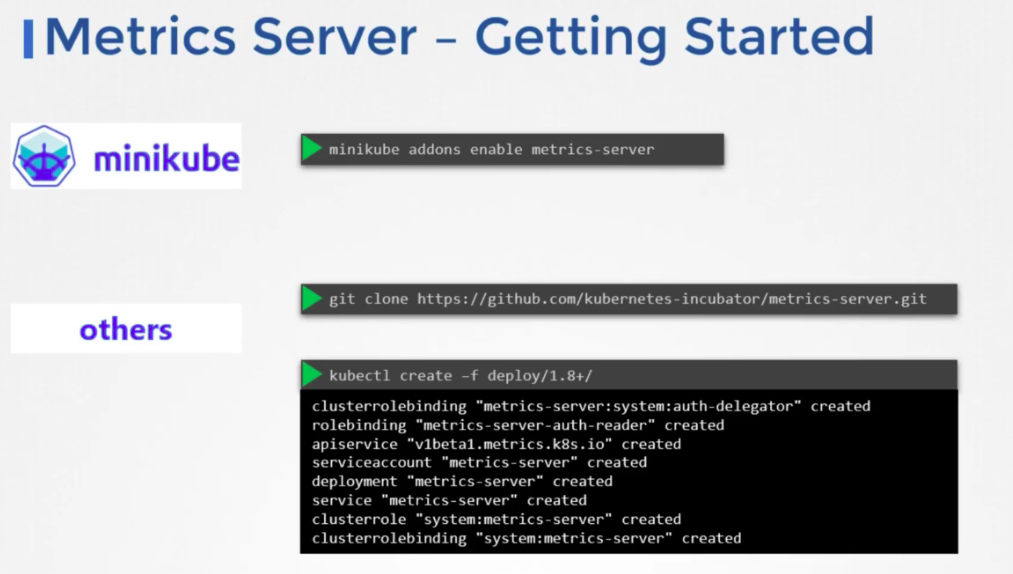 Metrics Server – Getting Started
minikube
minikube addons enable metrics-server
others
git clone https://github.com/kubernetes-incubator/metrics-server.git
kubectl create –f deploy/1.8+/
clusterrolebinding "metrics-server:system:auth-delegator" created
rolebinding "metrics-server-auth-reader" created
apiservice "v1beta1.metrics.k8s.io" created
serviceaccount "metrics-server" created
deployment "metrics-server" created
service "metrics-server" created
clusterrole "system:metrics-server" created
clusterrolebinding "system:metrics-server" created